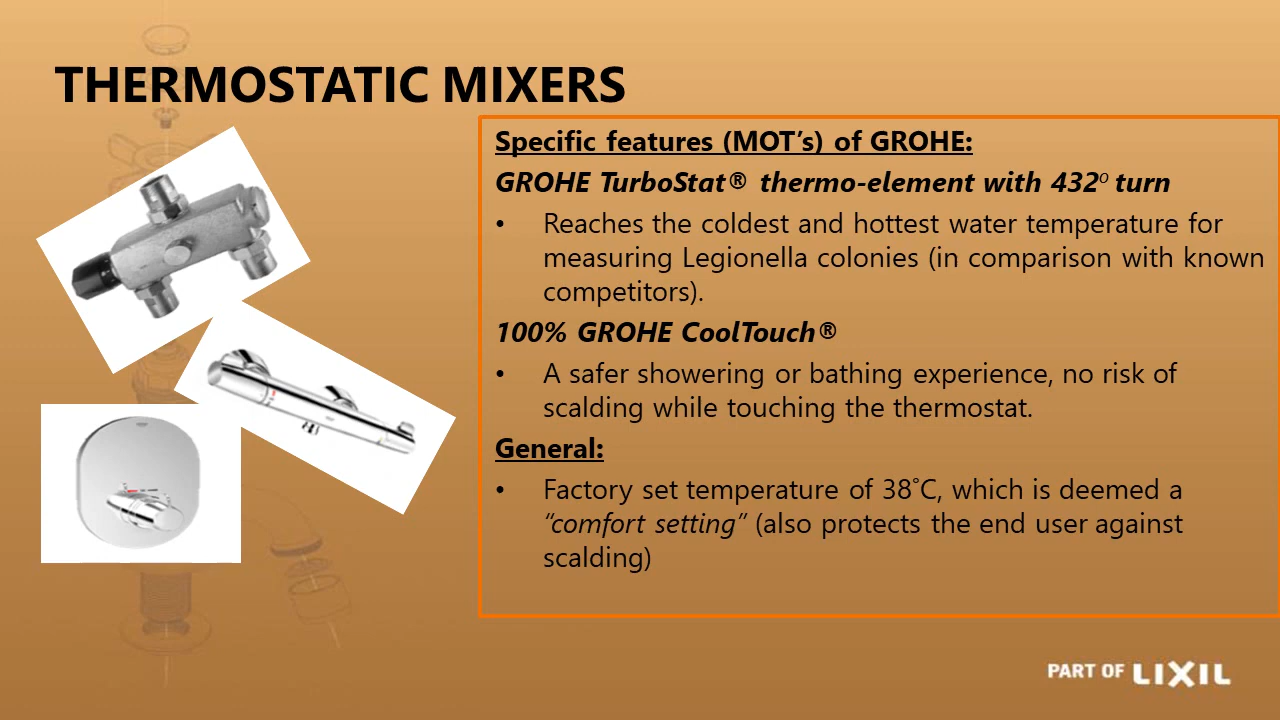 THERMOSTATIC MIXERS
Specific features (MOT’s) of GROHE:
GROHE TurboStat® thermo-element with 432º turn
• Reaches the coldest and hottest water temperature for
measuring Legionella colonies (in comparison with known
competitors).
100% GROHE CoolTouch®
• A safer showering or bathing experience, no risk of
scalding while touching the thermostat.
General:
• Factory set temperature of 38˚C, which is deemed a
“comfort setting” (also protects the end user against
scalding)
PART OF LIXIL